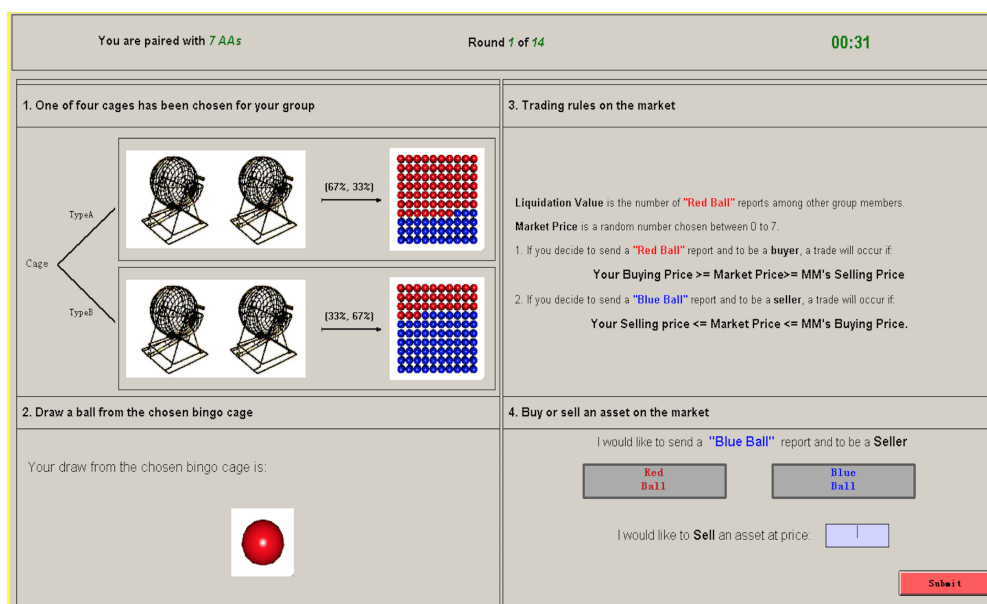 You are paired with 7 AAs
Round 1 of 14
00:31
1. One of four cages has been chosen for your group
Cage
TypeA
(67%, 33%)
TypeB
(33%, 67%)
2. Draw a ball from the chosen bingo cage
Your draw from the chosen bingo cage is:
3. Trading rules on the market
Liquidation Value is the number of "Red Ball" reports among other group members.
Market Price is a random number chosen between 0 to 7.
1. If you decide to send a "Red Ball" report and to be a buyer, a trade will occur if:
Your Buying Price >= Market Price>= MM's Selling Price
2. If you decide to send a "Blue Ball" report and to be a seller, a trade will occur if:
Your Selling price <= Market Price <= MM's Buying Price.
4. Buy or sell an asset on the market
I would like to send a "Blue Ball" report and to be a Seller
Red
Ball
Blue
Ball
I would like to Sell an asset at price:
Submit